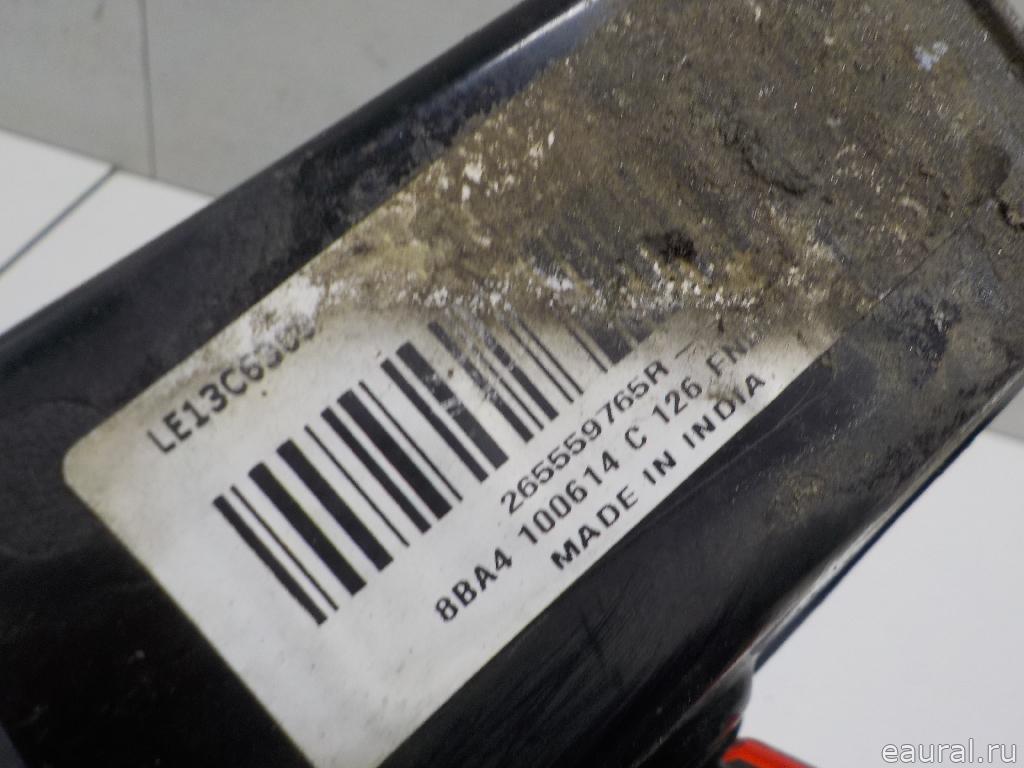 265559765R
8BA4 100614 C 126
MADE IN INDIA
eaural.ru